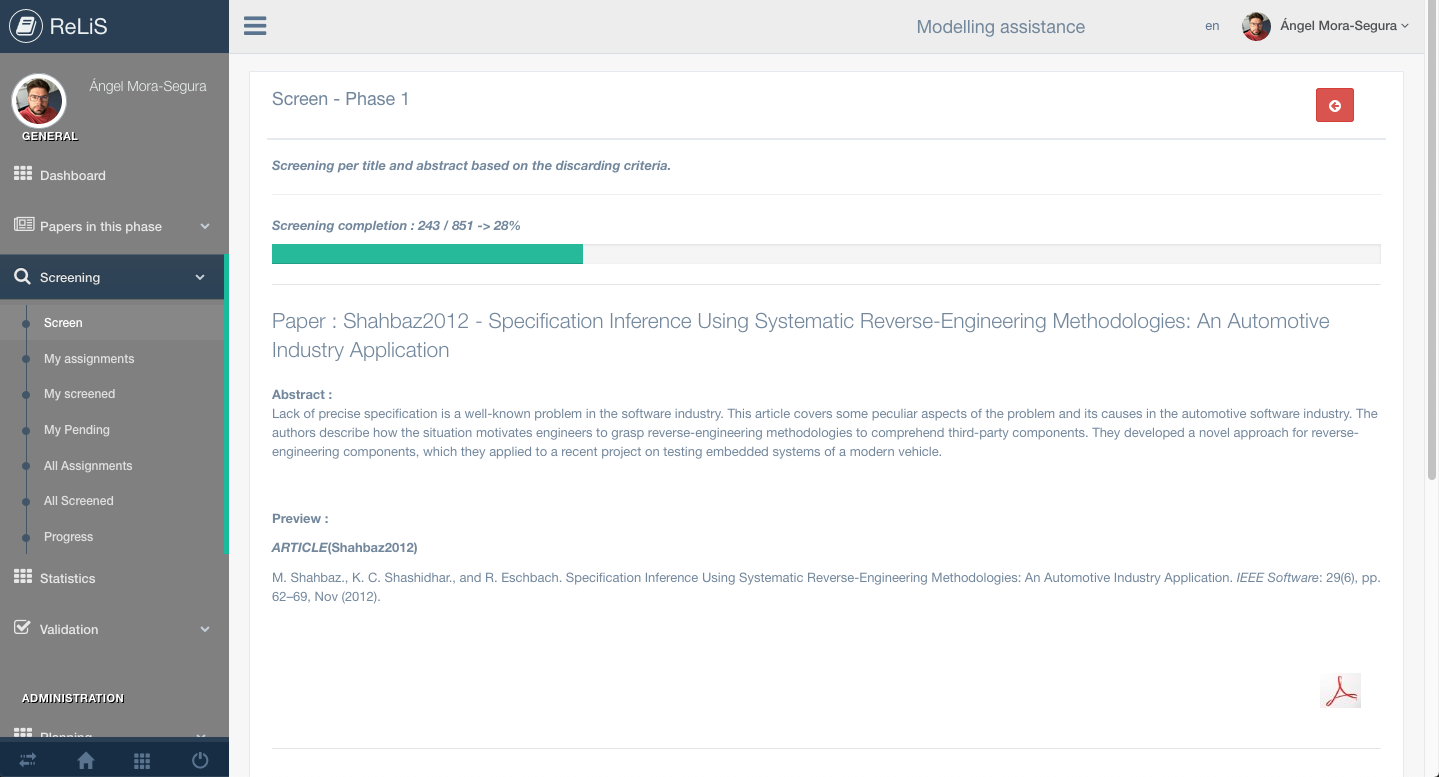 ReLiS
Modelling assistance
en
Ángel Mora-Segura
Ángel Mora-Segura
GENERAL
Dashboard
Papers in this phase
Screening
Screen
My assignments
My screened
My Pending
All Assignments
All Screened
Progress
Statistics
Validation
ADMINISTRATION
Planning
Screen - Phase 1
Screening per title and abstract based on the discarding criteria.
Screening completion : 243 / 851 -> 28%
Paper : Shahbaz2012 - Specification Inference Using Systematic Reverse-Engineering Methodologies: An Automotive
Industry Application
Abstract :
Lack of precise specification is a well-known problem in the software industry. This article covers some peculiar aspects of the problem and its causes in the automotive software industry. The
authors describe how the situation motivates engineers to grasp reverse-engineering methodologies to comprehend third-party components. They developed a novel approach for reverse-
engineering components, which they applied to a recent project on testing embedded systems of a modern vehicle.
Preview :
ARTICLE(Shahbaz2012)
M. Shahbaz., K. C. Shashidhar., and R. Eschbach. Specification Inference Using Systematic Reverse-Engineering Methodologies: An Automotive Industry Application. IEEE Software: 29(6), pp.
62–69, Nov (2012).